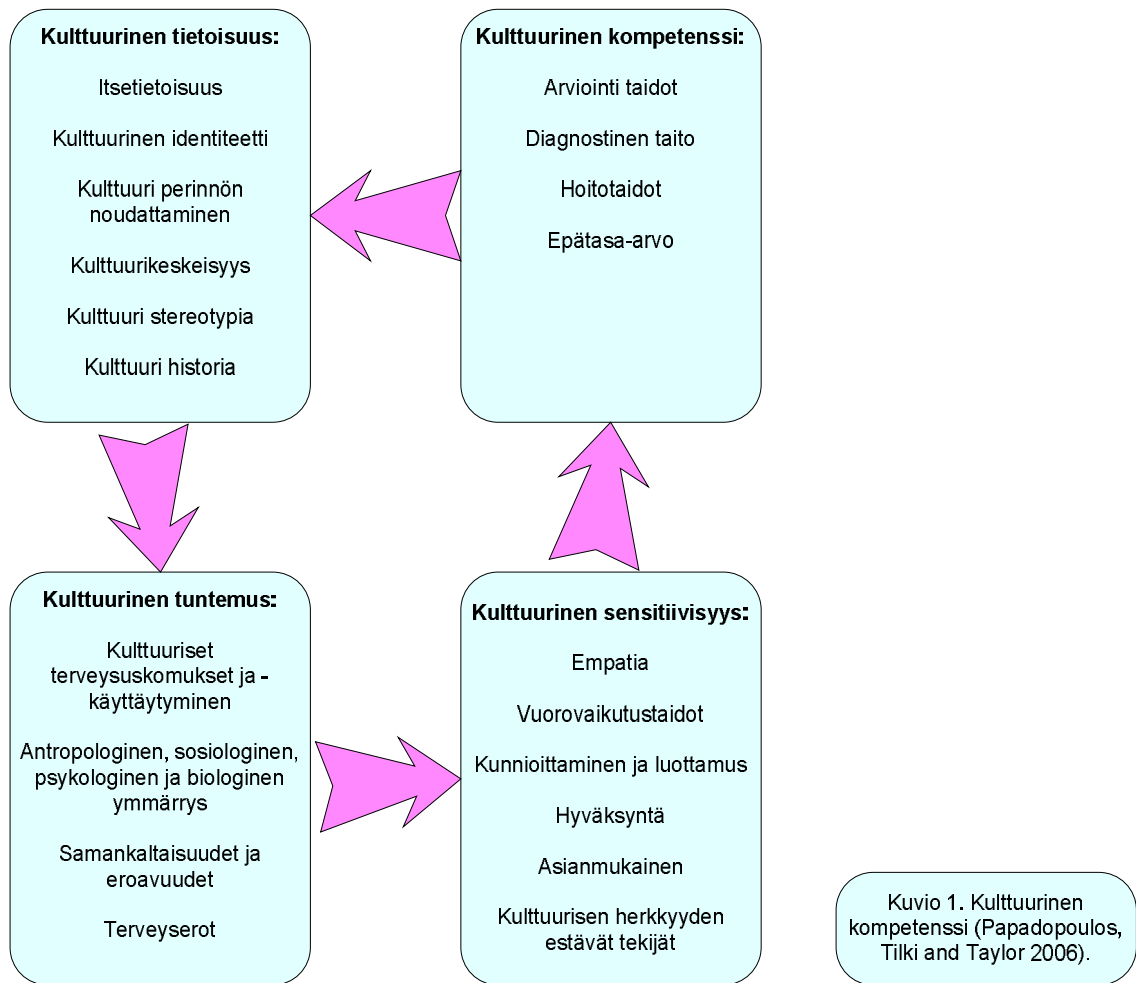 Kulttuurinen tietoisuus:
Itsetietoisuus
Kulttuurinen identiteetti
Kulttuuri perinnön
noudattaminen
Kulttuurikeskeisyys
Kulttuuri stereotypia
Kulttuuri historia
Kulttuurinen kompetenssi:
Arviointi taidot
Diagnostinen taito
Hoitotaidot
Epätasa-arvo
Kulttuurinen tuntemus:
Kulttuuriset
terveysuskomukset ja -
käyttäytyminen
Antropologinen, sosiologinen,
psykologinen ja biologinen
ymmärrys
Samankaltaisuudet ja
eroavuudet
Terveyserot
Kulttuurinen sensitiivisyys:
Empatia
Vuorovaikutustaidot
Kunnioittaminen ja luottamus
Hyväksyntä
Asianmukainen
Kulttuurisen herkkyyden
estävät tekijät
Kuvio 1. Kulttuurinen
kompetenssi (Papadopoulos,
Tilki and Taylor 2006).